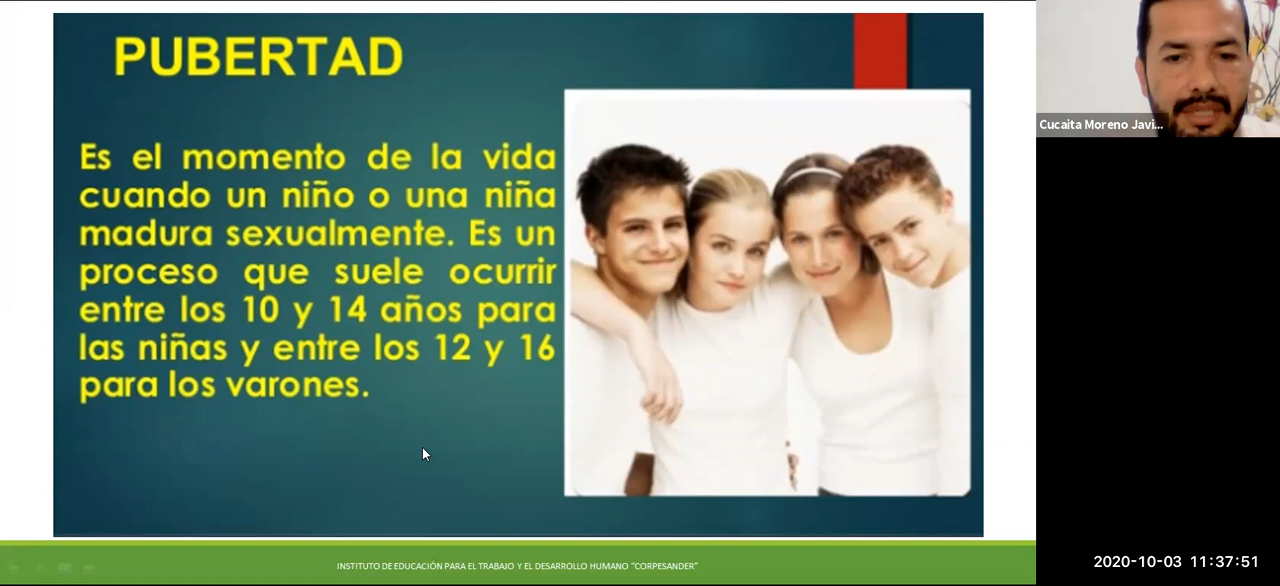 PUBERTAD
Es el momento de la vida
cuando un niño o una niña
madura sexualmente. Es un
proceso que suele ocurrir
entre los 10 y 14 años para
las niñas y entre los 12 y 16
para los varones.
INSTITUTO DE EDUCACIÓN PARA EL TRABAJO Y EL DESARROLLO HUMANO “CORPESANDER”
Cucaita Moreno Javi...
2020-10-03 11:37:51